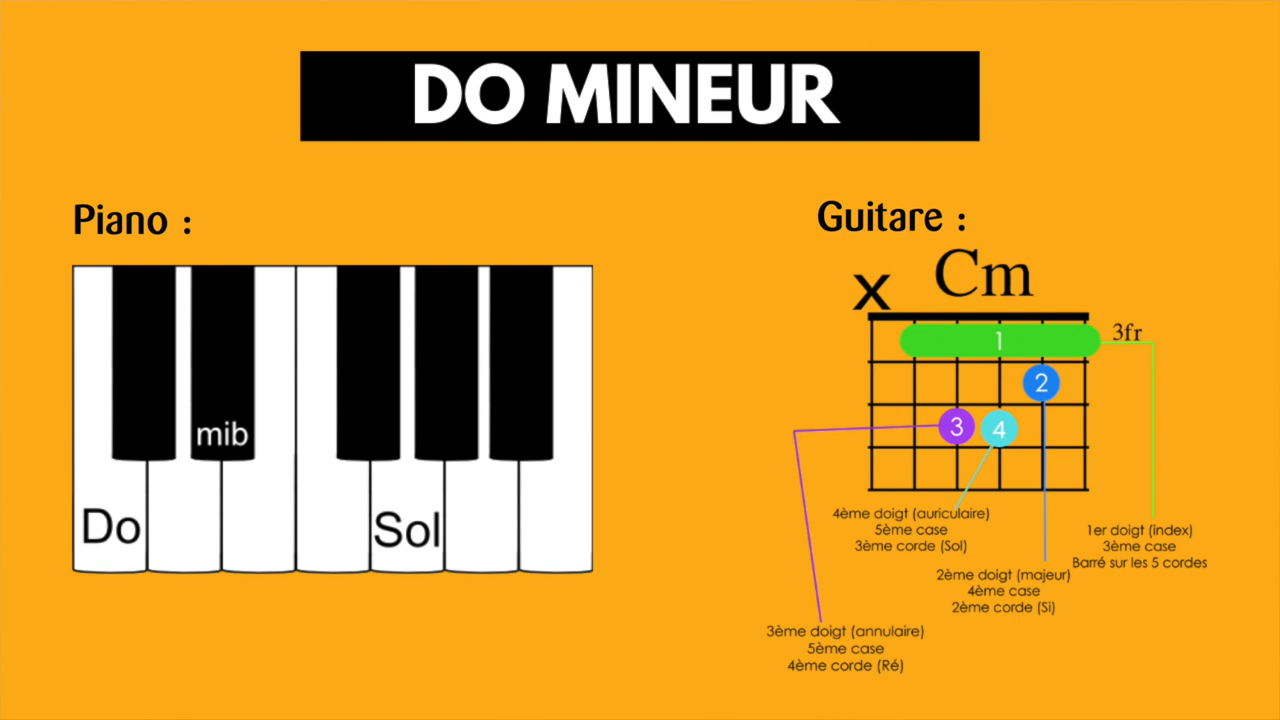 DO MINEUR
Piano :
mib
Do
Sol
Guitare :
Cm
x
3fr
1
2
3
4
4ème doigt (auriculaire)
5ème case
3ème corde (Sol)
1er doigt (index)
3ème case
Barré sur les 5 cordes
2ème doigt (majeur)
4ème case
2ème corde (Si)
3ème doigt (annulaire)
5ème case
4ème corde (Ré)